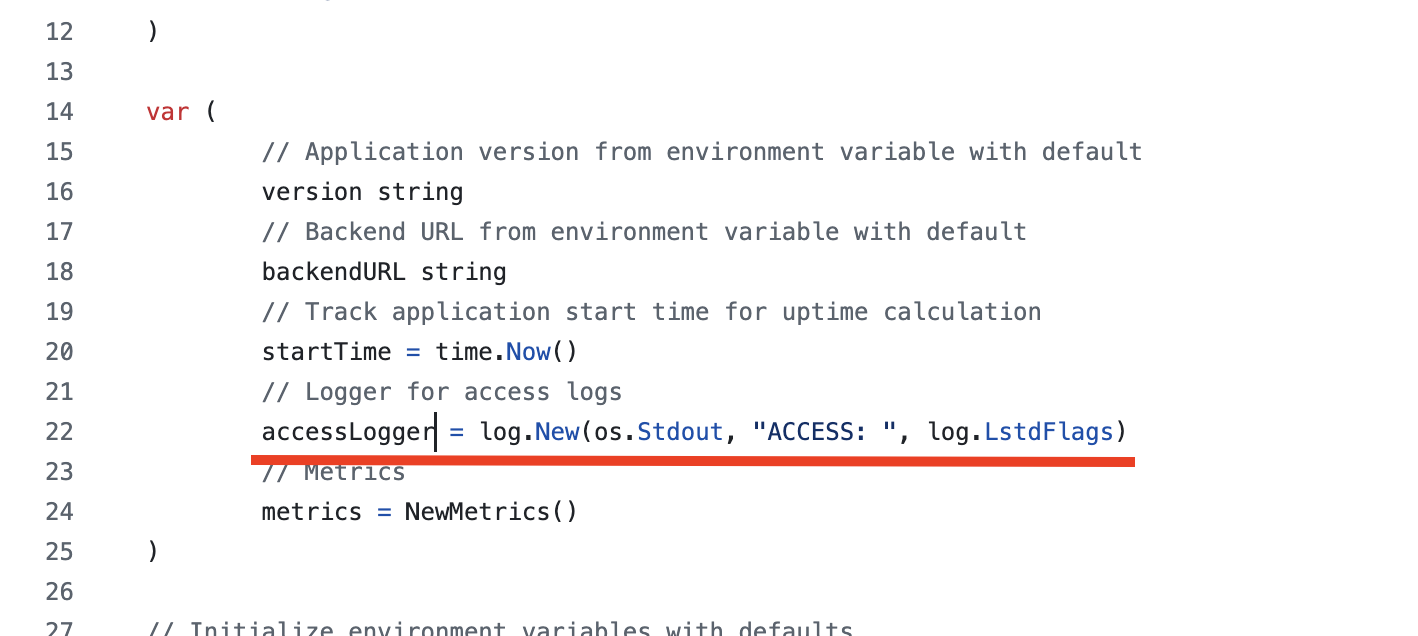 12 )
13
14 var (
15 // Application version from environment variable with default
16 version string
17 // Backend URL from environment variable with default
18 backendURL string
19 // Track application start time for uptime calculation
20 startTime = time.Now()
21 // Logger for access logs
22 accessLogger = log.New(os.Stdout, "ACCESS: ", log.LstdFlags)
23 // Metrics
24 metrics = NewMetrics()
25 )
26
27 // Initialize environment variables with defaults